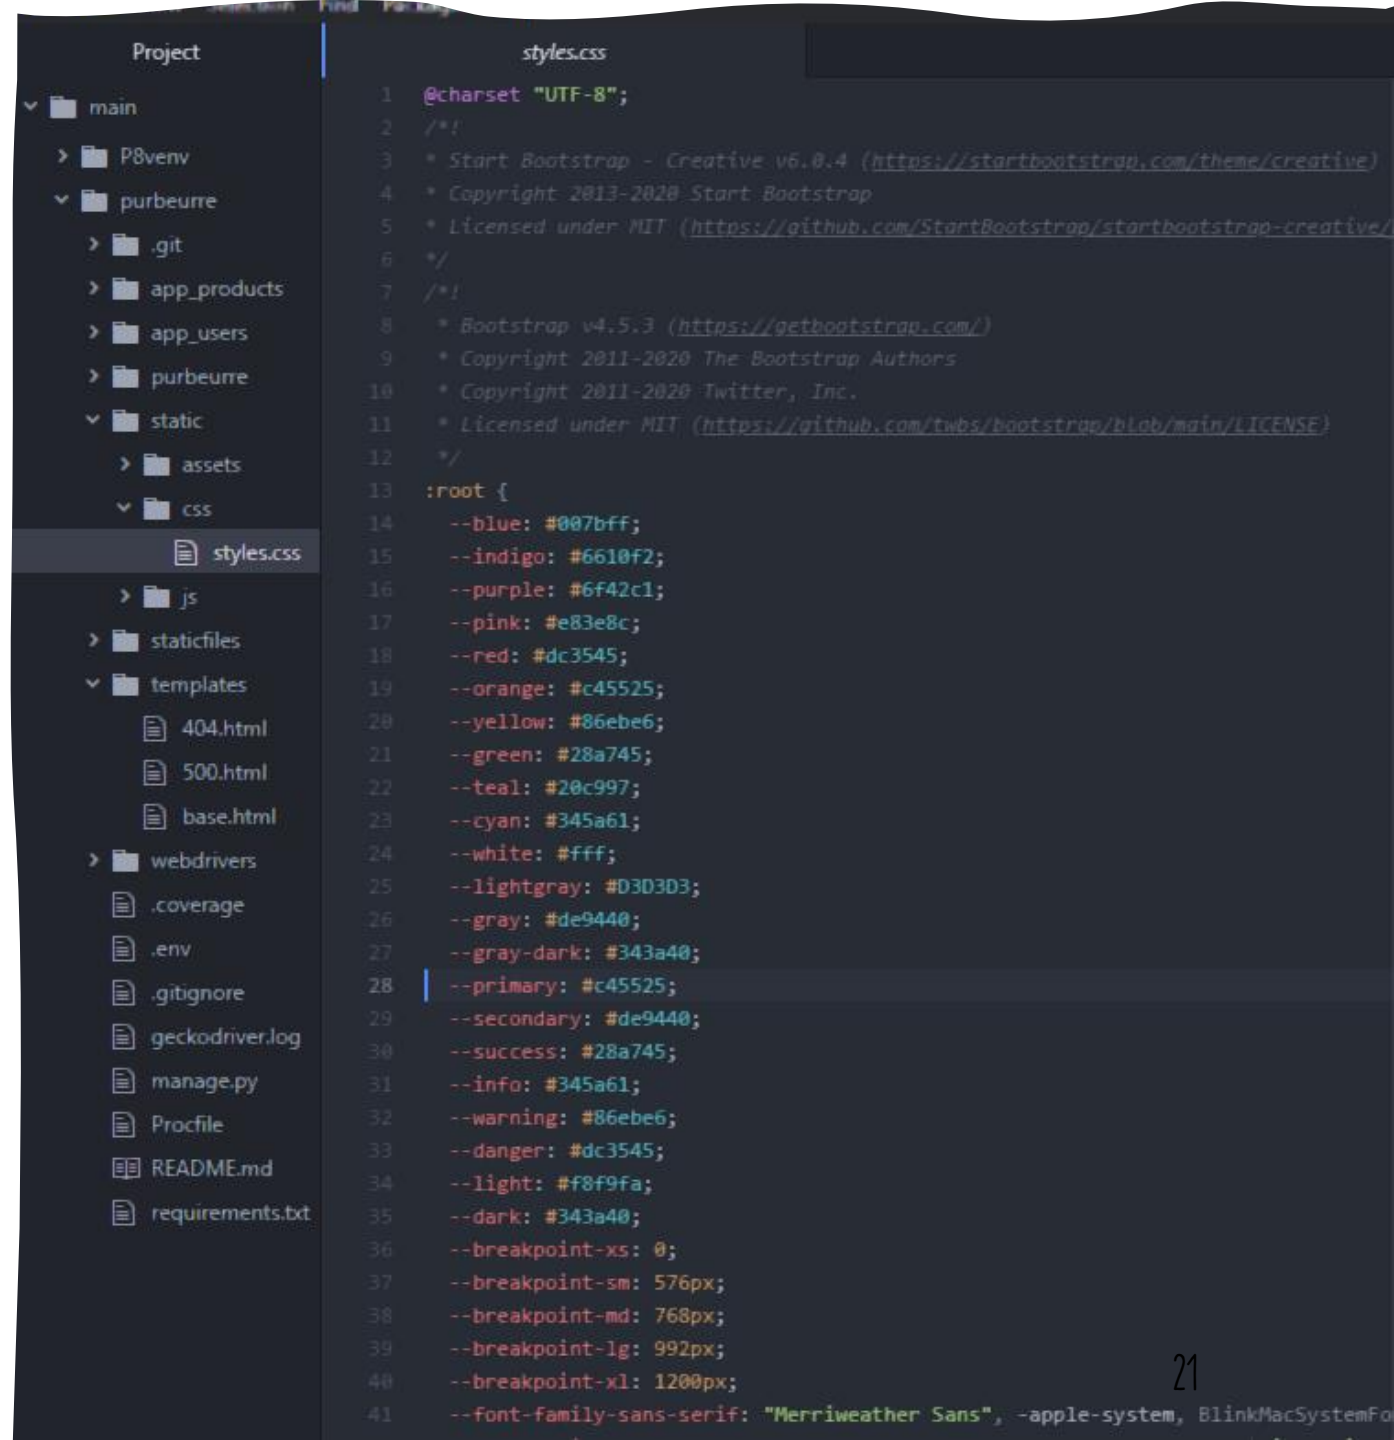 Find
Project
styles.css
main
P8venv
purbeurre
.git
app_products
app_users
purbeurre
static
assets
css
styles.css
js
staticfiles
templates
404.html
500.html
base.html
webdrivers
.coverage
.env
.gitignore
geckodriver.log
manage.py
Procfile
README.md
requirements.txt
1 @charset "UTF-8";
2 /*!
3 * Start Bootstrap - Creative v6.0.4 (https://startbootstrap.com/theme/creative)
4 * Copyright 2013-2020 Start Bootstrap
5 * Licensed under MIT (https://github.com/StartBootstrap/startbootstrap-creative/
6 */
7 /*!
8 * Bootstrap v4.5.3 (https://getbootstrap.com/)
9 * Copyright 2011-2020 The Bootstrap Authors
10 * Copyright 2011-2020 Twitter, Inc.
11 * Licensed under MIT (https://github.com/twbs/bootstrap/blob/main/LICENSE)
12 */
13 :root {
14 --blue: #007bff;
15 --indigo: #6610f2;
16 --purple: #6f42c1;
17 --pink: #e83e8c;
18 --red: #dc3545;
19 --orange: #c45525;
20 --yellow: #86ebe6;
21 --green: #28a745;
22 --teal: #20c997;
23 --cyan: #345a61;
24 --white: #fff;
25 --lightgray: #D3D3D3;
26 --gray: #de9440;
27 --gray-dark: #343a40;
28 --primary: #c45525;
29 --secondary: #de9440;
30 --success: #28a745;
31 --info: #345a61;
32 --warning: #86ebe6;
33 --danger: #dc3545;
34 --light: #f8f9fa;
35 --dark: #343a40;
36 --breakpoint-xs: 0;
37 --breakpoint-sm: 576px;
38 --breakpoint-md: 768px;
39 --breakpoint-lg: 992px;
40 --breakpoint-xl: 1200px;
41 --font-family-sans-serif: "Merriweather Sans", -apple-system, BlinkMacSystemFo
21